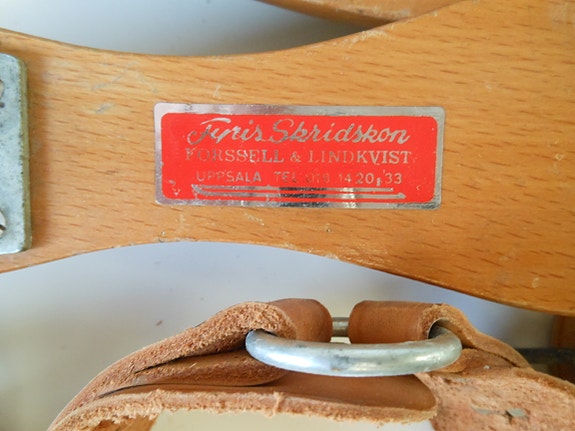 Fyris Skridskon
FORSSELL & LINDKVIST
UPPSALA TEL 018 14 20 33